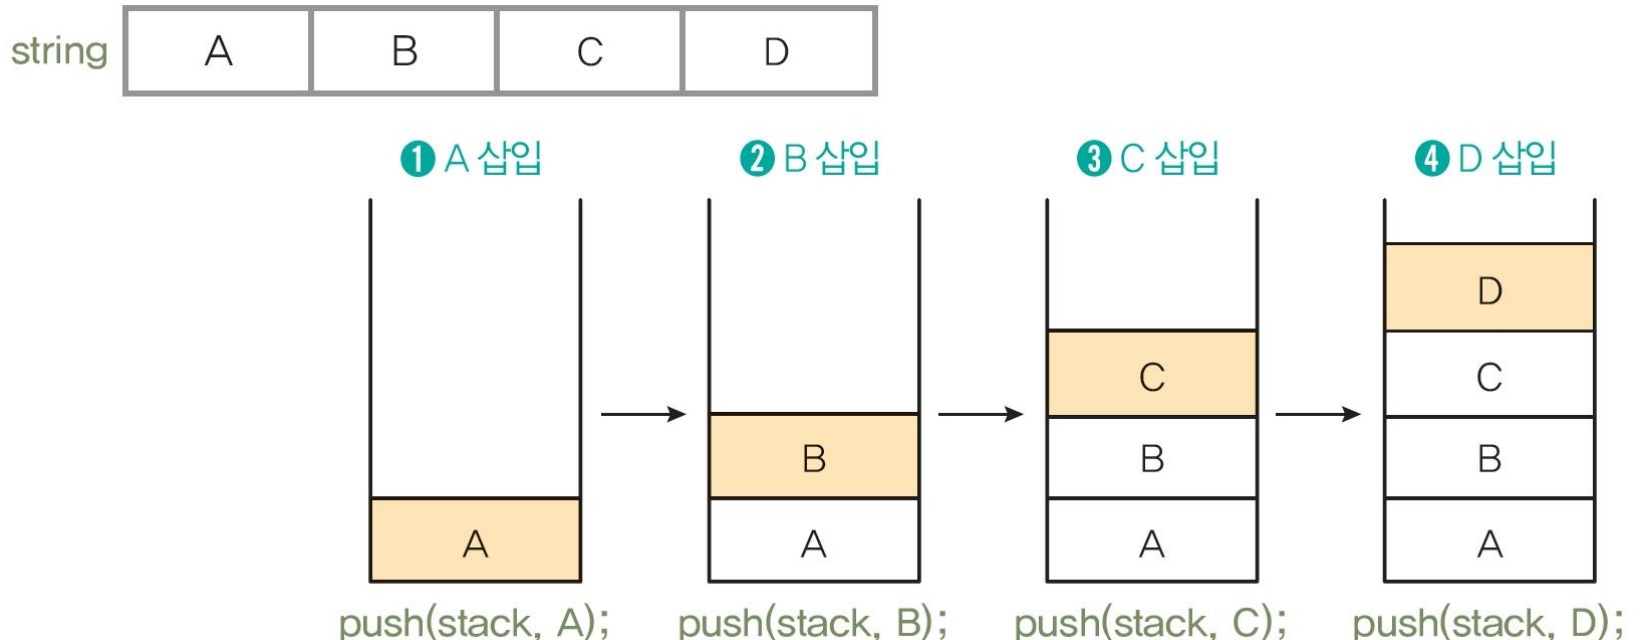 string A B C D
❶ A 삽입 ❷ B 삽입 ❸ C 삽입 ❹ D 삽입
D
C C
B B B
A A A A
push(stack, A); push(stack, B); push(stack, C); push(stack, D);